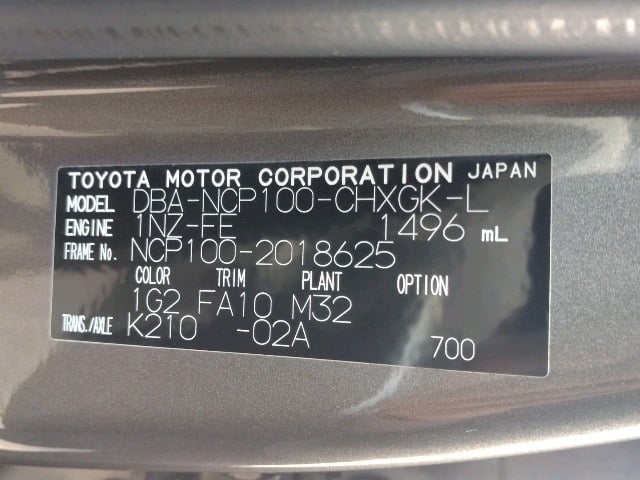 TOYOTA MOTOR CORPORATION JAPAN
MODEL DBA-NCP100-CHXGK-L
ENGINE 1NZ-FE 1496 mL
FRAME No. NCP100-2018625
COLOR TRIM PLANT OPTION
1G2 FA10 M32
TRANS./AXLE K210 -02A
700